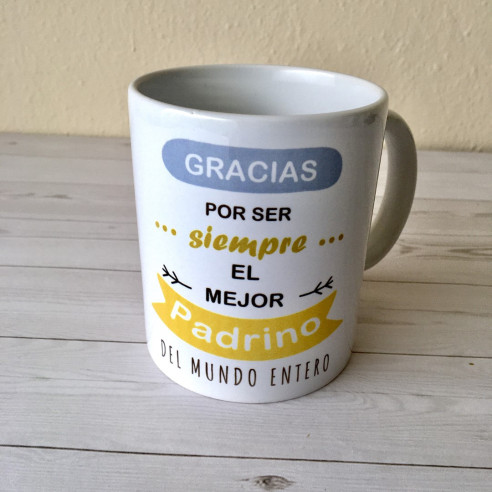 GRACIAS
POR SER
... siempre ...
EL
MEJOR
Padrino
DEL MUNDO ENTERO